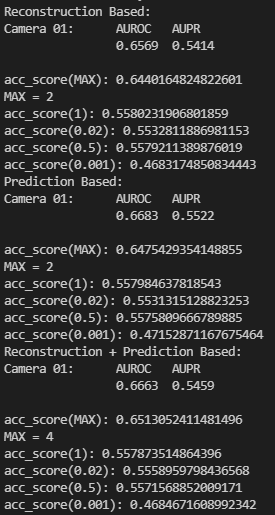 Reconstruction Based:
Camera 01: AUROC AUPR
0.6569 0.5414
acc_score(MAX): 0.6440164824822601
MAX = 2
acc_score(1): 0.5580231906801859
acc_score(0.02): 0.5532811886981153
acc_score(0.5): 0.5579211389876019
acc_score(0.001): 0.4683174850834443
Prediction Based:
Camera 01: AUROC AUPR
0.6683 0.5522
acc_score(MAX): 0.6475429354148855
MAX = 2
acc_score(1): 0.557984637818543
acc_score(0.02): 0.5531315128823253
acc_score(0.5): 0.5575809666789885
acc_score(0.001): 0.47152871167675464
Reconstruction + Prediction Based:
Camera 01: AUROC AUPR
0.6663 0.5459
acc_score(MAX): 0.6513052411481496
MAX = 4
acc_score(1): 0.557873514864396
acc_score(0.02): 0.5558959798436568
acc_score(0.5): 0.5571568852009171
acc_score(0.001): 0.4684671608992342